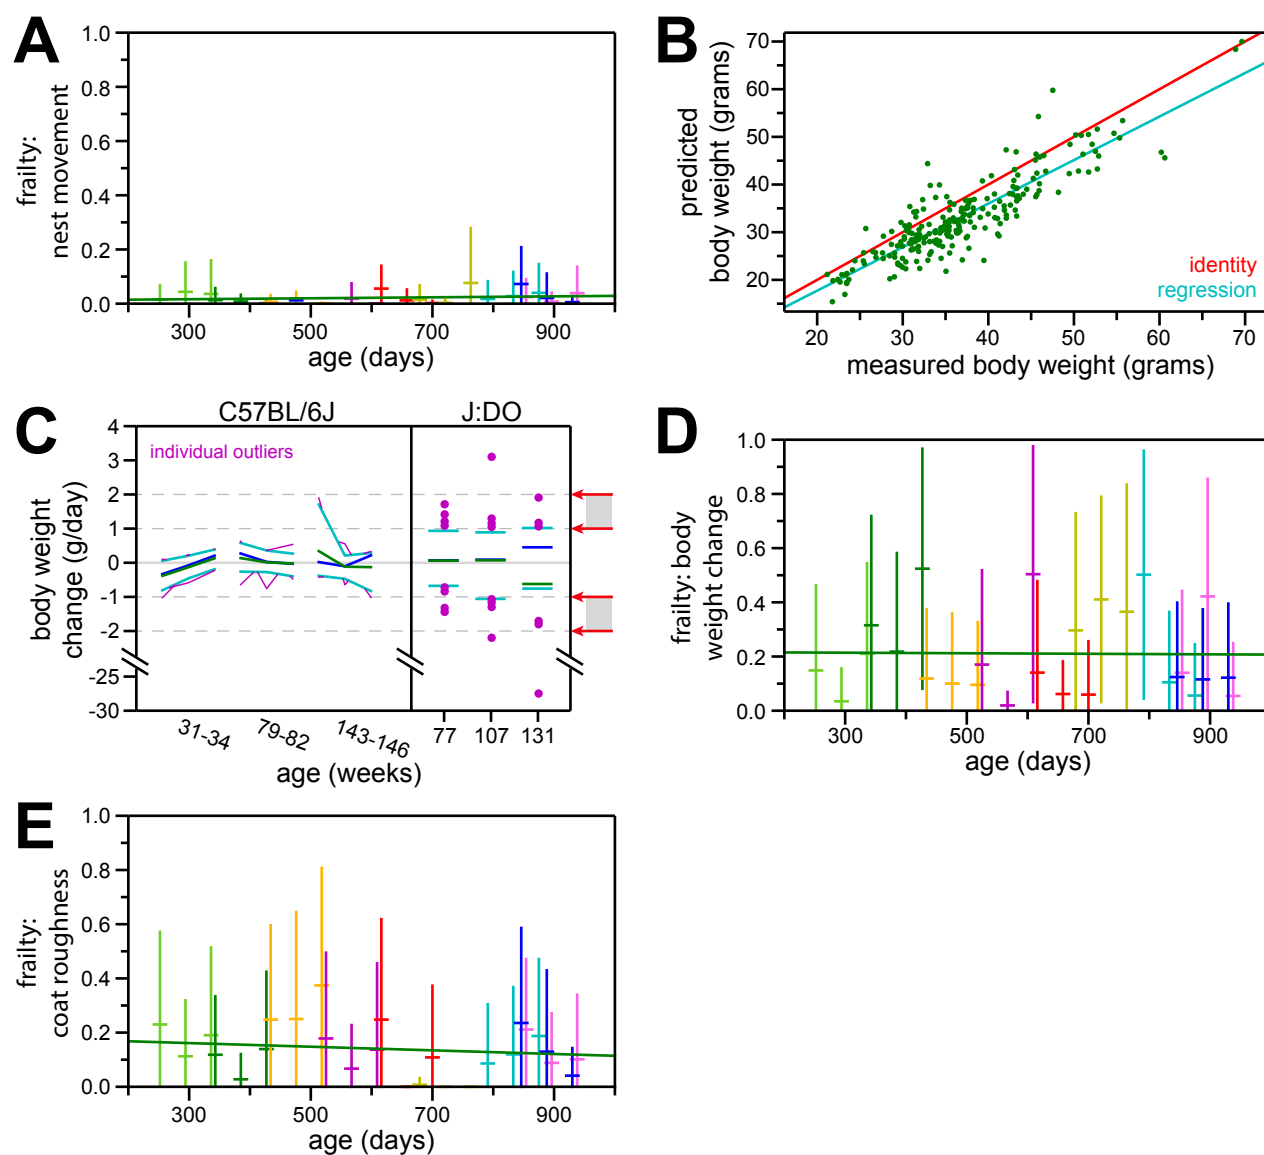 A
1.0
0.8
0.6
0.4
0.2
0.0
frailty:
nest movement
300
500
700
900
age (days)
B
70
60
50
40
30
20
predicted
body weight (grams)
identity
regression
20
30
40
50
60
70
measured body weight (grams)
C
C57BL/6J
J:DO
individual outliers
4
3
2
1
0
-1
-2
-25
-30
body weight
change (g/day)
31-34
79-82
143-146
77
107
131
age (weeks)
D
1.0
0.8
0.6
0.4
0.2
0.0
frailty: body
weight change
300
500
700
900
age (days)
E
1.0
0.8
0.6
0.4
0.2
0.0
frailty:
coat roughness
300
500
700
900
age (days)